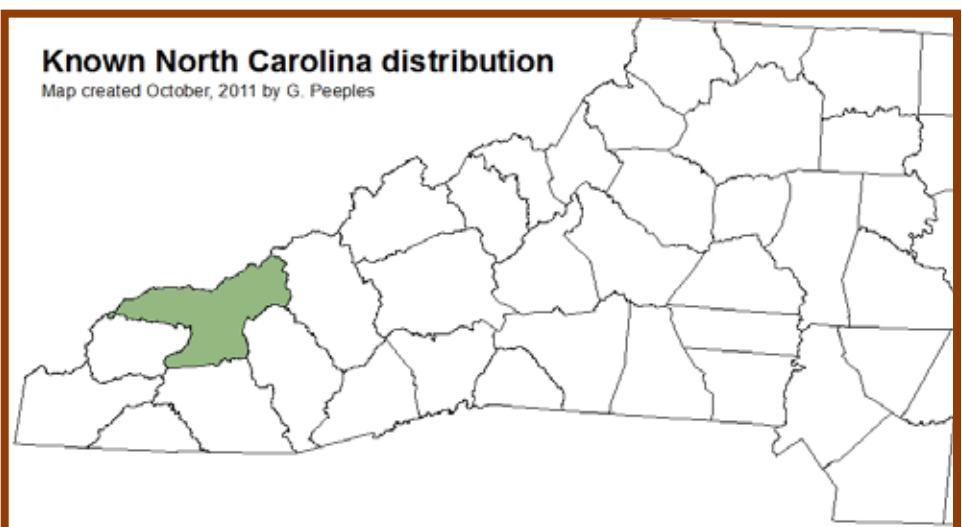 Known North Carolina distribution
Map created October, 2011 by G. Peeples